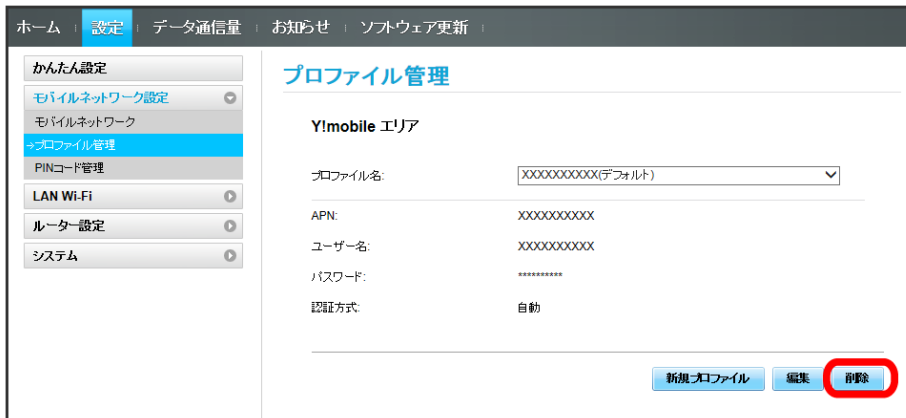 ホーム 設定 データ通信量 お知らせ ソフトウェア更新
かんたん設定
モバイルネットワーク設定
モバイルネットワーク
→プロファイル管理
PINコード管理
LAN Wi-Fi
ルーター設定
システム
プロファイル管理
Y!mobile エリア
プロファイル名: XXXXXXXXXX(デフォルト)
APN: XXXXXXXXXX
ユーザー名: XXXXXXXXXX
パスワード: **********
認証方式: 自動
新規プロファイル 編集 削除